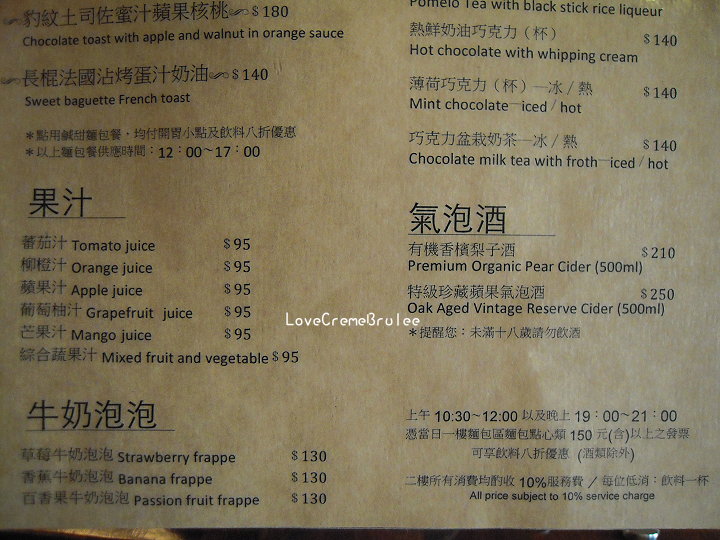 豹紋土司佐蜜汁蘋果核桃 $180
Chocolate toast with apple and walnut in orange sauce
長棍法國沾烤蛋汁奶油 $140
Sweet baguette French toast
＊點用鹹甜麵包餐，均付開胃小點及飲料八折優惠
＊以上麵包餐供應時間：12：00~17：00
果汁
蕃茄汁 Tomato juice $95
柳橙汁 Orange juice $95
蘋果汁 Apple juice $95
葡萄柚汁 Grapefruit juice $95
芒果汁 Mango juice $95
綜合蔬果汁 Mixed fruit and vegetable $95
牛奶泡泡
草莓牛奶泡泡 Strawberry frappe $130
香蕉牛奶泡泡 Banana frappe $130
百香果牛奶泡泡 Passion fruit frappe $130
Pomelo Tea with black stick rice liqueur
熱鮮奶油巧克力（杯） $140
Hot chocolate with whipping cream
薄荷巧克力（杯）—冰／熱 $140
Mint chocolate—iced / hot
巧克力盆栽奶茶—冰／熱 $140
Chocolate milk tea with froth—iced / hot
氣泡酒
有機香檳梨子酒 $210
Premium Organic Pear Cider (500ml)
特級珍藏蘋果氣泡酒 $250
Oak Aged Vintage Reserve Cider (500ml)
＊提醒您：未滿十八歲請勿飲酒
上午 10:30~12:00 以及晚上 19：00~21：00
憑當日一樓麵包區麵包點心類 150 元(含)以上之發票
可享飲料八折優惠 (酒類除外)
二樓所有消費均酌收 10%服務費／每位低消：飲料一杯
All price subject to 10% service charge
LoveCremeBrulee